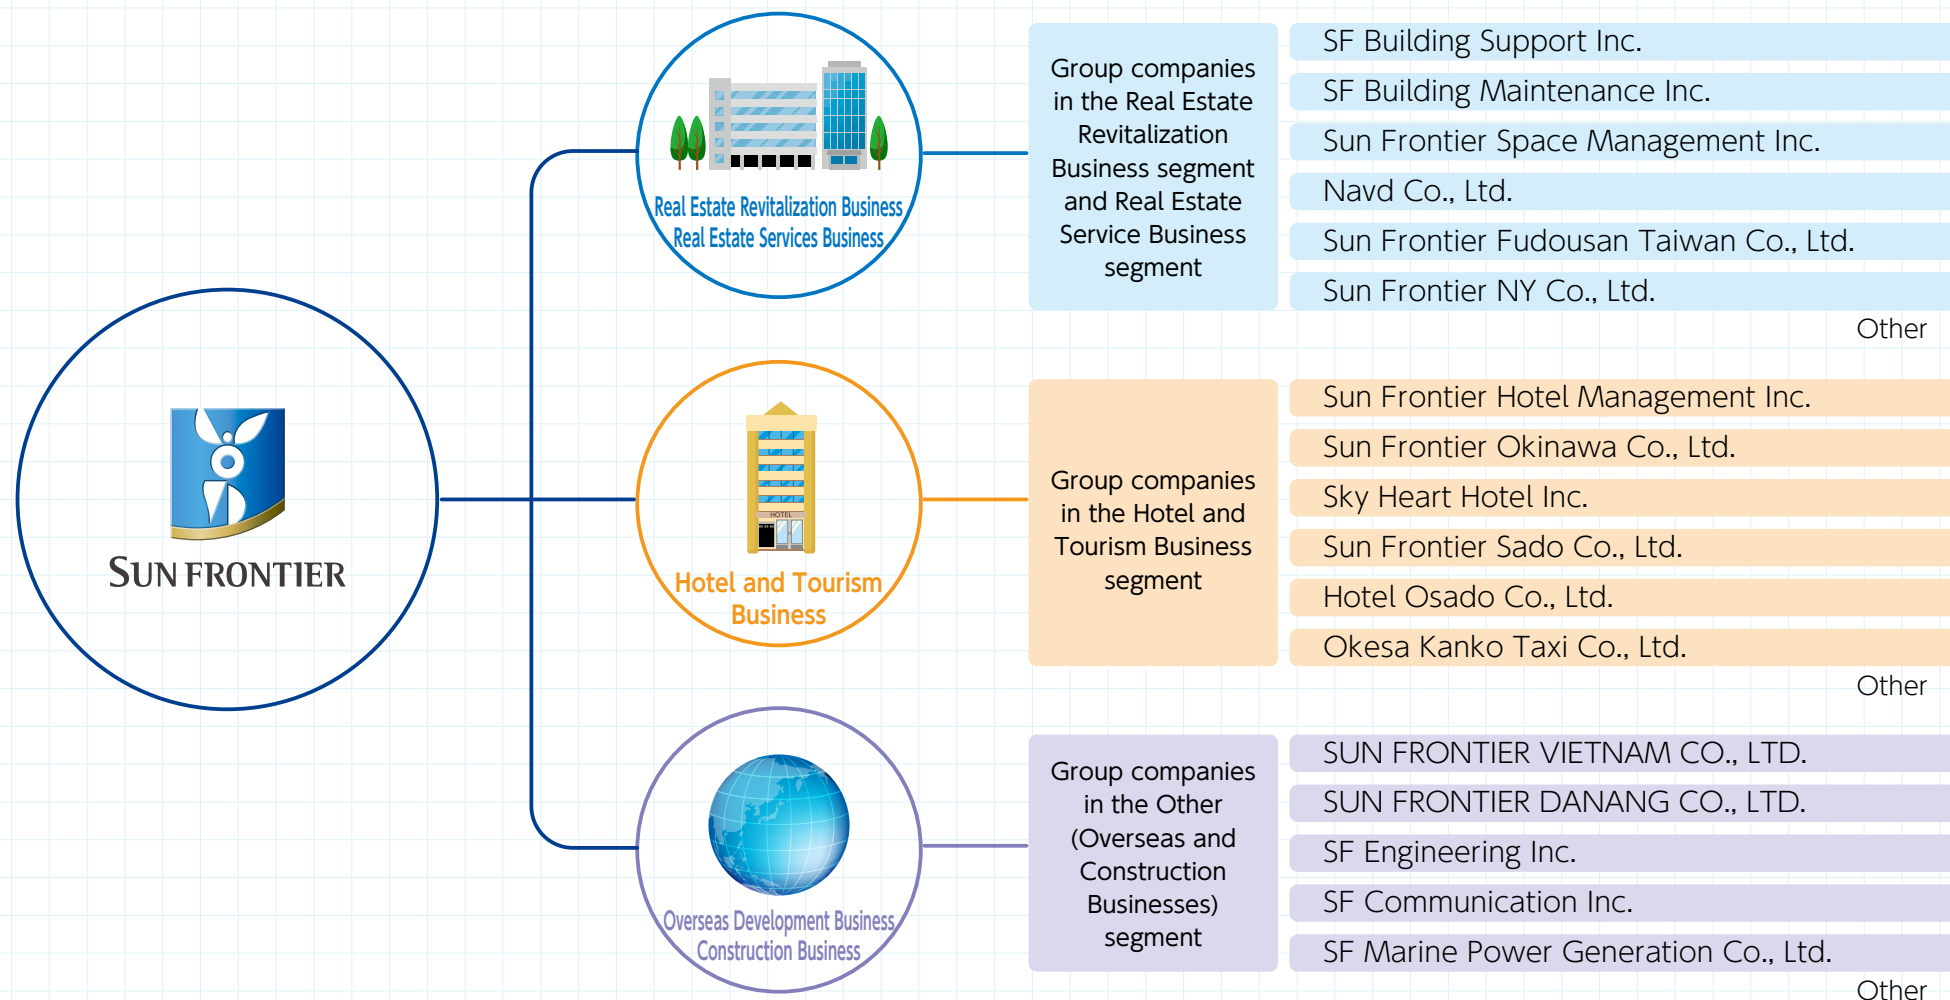 SUN FRONTIER
Real Estate Revitalization Business
Real Estate Services Business
Group companies
in the Real Estate
Revitalization
Business segment
and Real Estate
Service Business
segment
SF Building Support Inc.
SF Building Maintenance Inc.
Sun Frontier Space Management Inc.
Navd Co., Ltd.
Sun Frontier Fudousan Taiwan Co., Ltd.
Sun Frontier NY Co., Ltd.
Other
HOTEL
Hotel and Tourism
Business
Group companies
in the Hotel and
Tourism Business
segment
Sun Frontier Hotel Management Inc.
Sun Frontier Okinawa Co., Ltd.
Sky Heart Hotel Inc.
Sun Frontier Sado Co., Ltd.
Hotel Osado Co., Ltd.
Okesa Kanko Taxi Co., Ltd.
Other
Overseas Development Business
Construction Business
Group companies
in the Other
(Overseas and
Construction
Businesses)
segment
SUN FRONTIER VIETNAM CO., LTD.
SUN FRONTIER DANANG CO., LTD.
SF Engineering Inc.
SF Communication Inc.
SF Marine Power Generation Co., Ltd.
Other